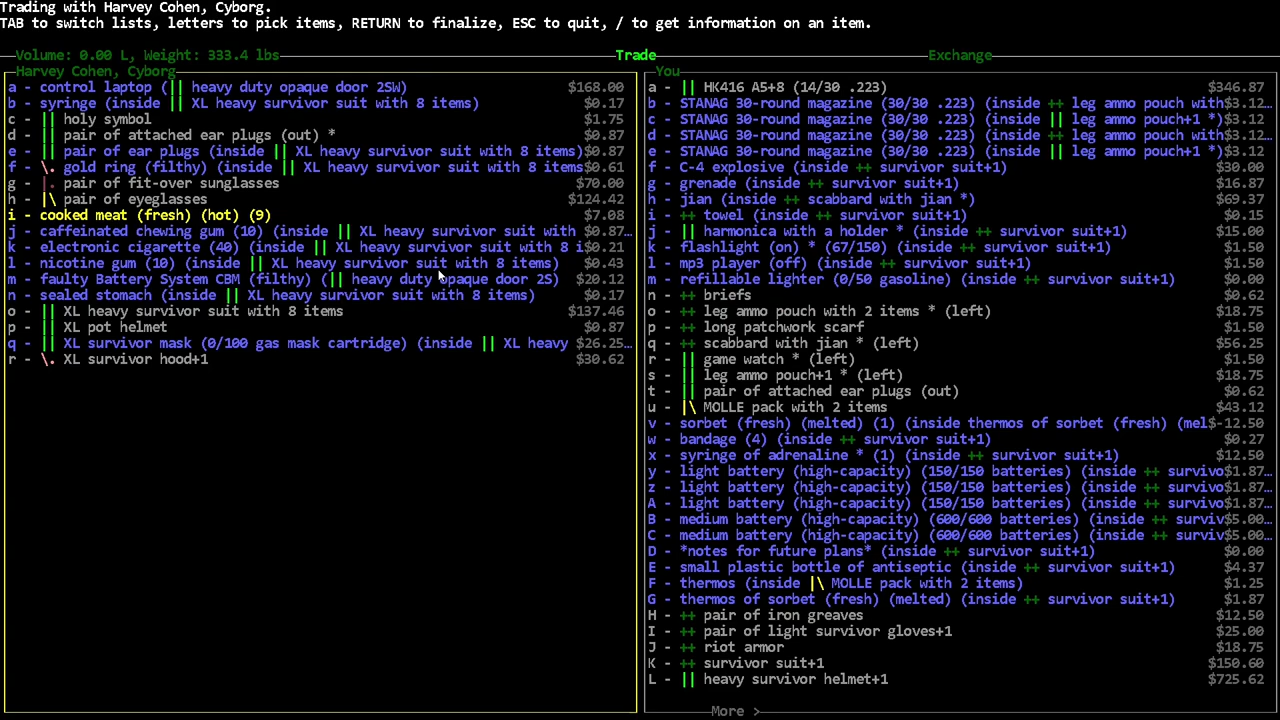 Trading with Harvey Cohen, Cyborg.
TAB to switch lists, letters to pick items, RETURN to finalize, ESC to quit, / to get information on an item.
Volume: 0.00 L, Weight: 333.4 lbs Trade Exchange
Harvey Cohen, Cyborg
a - control laptop (|| heavy duty opaque door 2SW) $168.00
b - syringe (inside || XL heavy survivor suit with 8 items) $0.17
c - || holy symbol $1.75
d - || pair of attached ear plugs (out) * $0.87
e - || pair of ear plugs (inside || XL heavy survivor suit with 8 items)$0.87
f - \. gold ring (filthy) (inside || XL heavy survivor suit with 8 items$0.61
g - |. pair of fit-over sunglasses $70.00
h - |\ pair of eyeglasses $124.42
i - cooked meat (fresh) (hot) (9) $7.08
j - caffeinated chewing gum (10) (inside || XL heavy survivor suit with $0.87…
k - electronic cigarette (40) (inside || XL heavy survivor suit with 8 i$0.21
l - nicotine gum (10) (inside || XL heavy survivor suit with 8 items) $0.43
m - faulty Battery System CBM (filthy) (|| heavy duty opaque door 2S) $20.12
n - sealed stomach (inside || XL heavy survivor suit with 8 items) $0.17
o - || XL heavy survivor suit with 8 items $137.46
p - || XL pot helmet $0.87
q - || XL survivor mask (0/100 gas mask cartridge) (inside || XL heavy $26.25…
r - \. XL survivor hood+1 $30.62
You
a - || HK416 A5+8 (14/30 .223) $346.87
b - STANAG 30-round magazine (30/30 .223) (inside ++ leg ammo pouch with$3.12…
c - STANAG 30-round magazine (30/30 .223) (inside || leg ammo pouch+1 *)$3.12
d - STANAG 30-round magazine (30/30 .223) (inside ++ leg ammo pouch with$3.12…
e - STANAG 30-round magazine (30/30 .223) (inside || leg ammo pouch+1 *)$3.12
f - C-4 explosive (inside ++ survivor suit+1) $30.00
g - grenade (inside ++ survivor suit+1) $16.87
h - jian (inside ++ scabbard with jian *) $69.37
i - ++ towel (inside ++ survivor suit+1) $0.15
j - || harmonica with a holder * (inside ++ survivor suit+1) $15.00
k - flashlight (on) * (67/150) (inside ++ survivor suit+1) $1.50
l - mp3 player (off) (inside ++ survivor suit+1) $1.50
m - refillable lighter (0/50 gasoline) (inside ++ survivor suit+1) $0.00
n - ++ briefs $0.62
o - ++ leg ammo pouch with 2 items * (left) $18.75
p - ++ long patchwork scarf $1.50
q - ++ scabbard with jian * (left) $56.25
r - || game watch * (left) $1.50
s - || leg ammo pouch+1 * (left) $18.75
t - || pair of attached ear plugs (out) $0.62
u - |\ MOLLE pack with 2 items $43.12
v - sorbet (fresh) (melted) (1) (inside thermos of sorbet (fresh) (mel$-12.50
w - bandage (4) (inside ++ survivor suit+1) $0.27
x - syringe of adrenaline * (1) (inside ++ survivor suit+1) $12.50
y - light battery (high-capacity) (150/150 batteries) (inside ++ survivo$1.87…
z - light battery (high-capacity) (150/150 batteries) (inside ++ survivo$1.87…
A - light battery (high-capacity) (150/150 batteries) (inside ++ survivo$1.87…
B - medium battery (high-capacity) (600/600 batteries) (inside ++ surviv$5.00…
C - medium battery (high-capacity) (600/600 batteries) (inside ++ surviv$5.00…
D - *notes for future plans* (inside ++ survivor suit+1) $0.00
E - small plastic bottle of antiseptic (inside ++ survivor suit+1) $4.37
F - thermos (inside |\ MOLLE pack with 2 items) $1.25
G - thermos of sorbet (fresh) (melted) (inside ++ survivor suit+1) $1.87
H - ++ pair of iron greaves $12.50
I - ++ pair of light survivor gloves+1 $25.00
J - ++ riot armor $18.75
K - ++ survivor suit+1 $150.60
L - || heavy survivor helmet+1 $725.62
More >